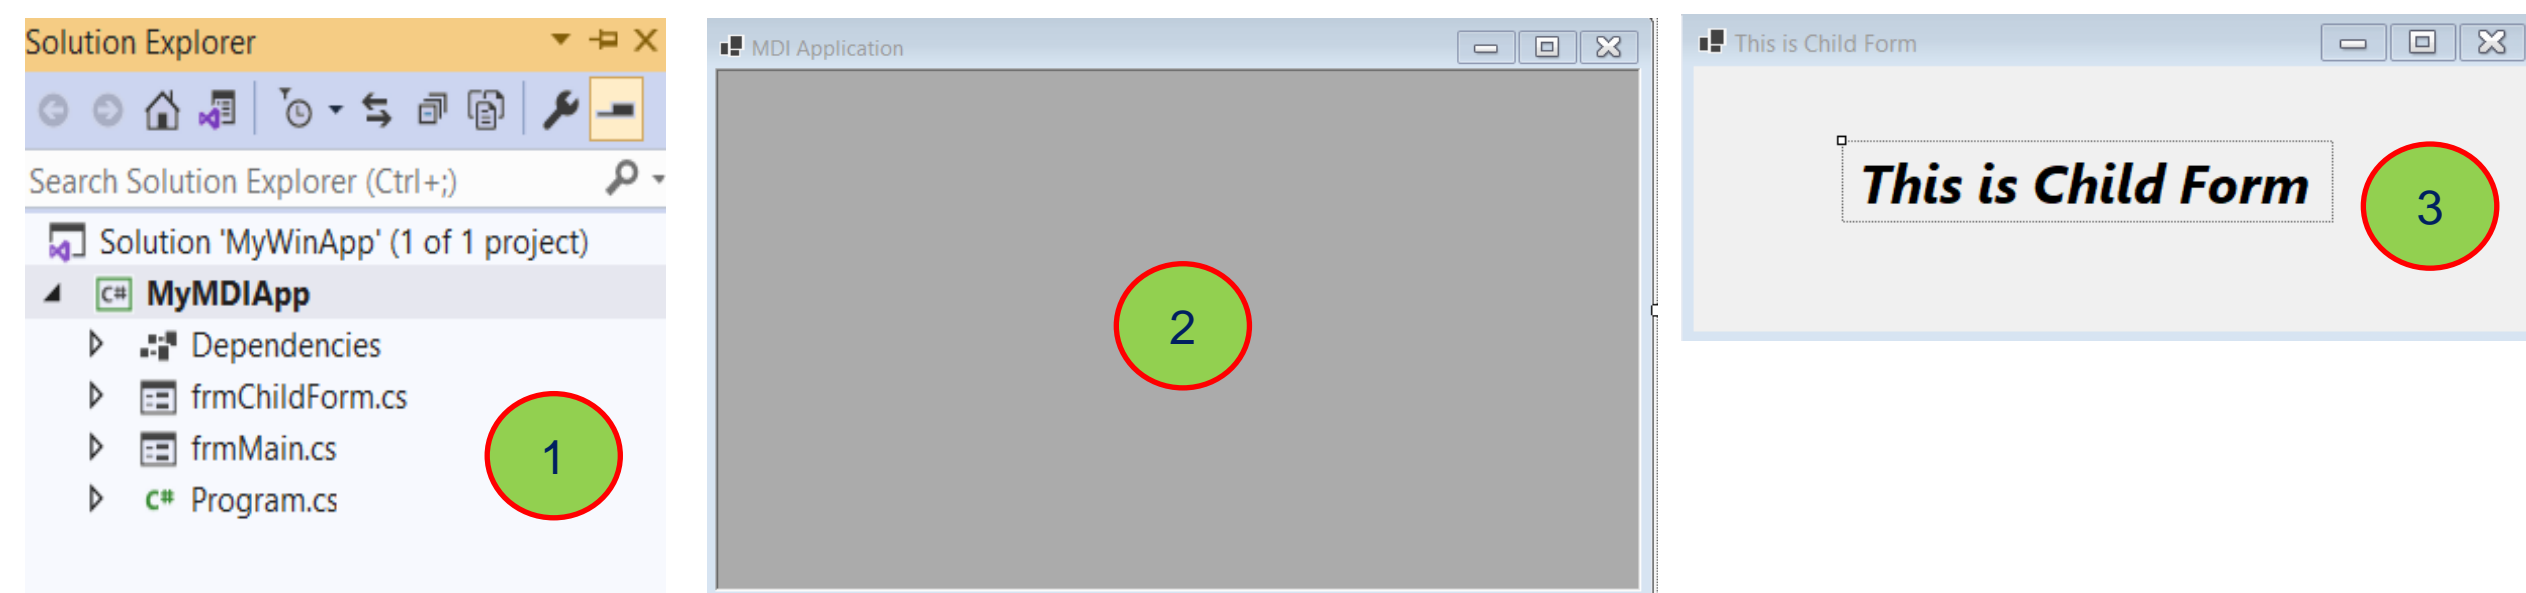 Solution Explorer
Search Solution Explorer (Ctrl+;)
Solution 'MyWinApp' (1 of 1 project)
C# MyMDIApp
Dependencies
frmChildForm.cs
frmMain.cs
C# Program.cs
1
MDI Application
2
This is Child Form
This is Child Form
3